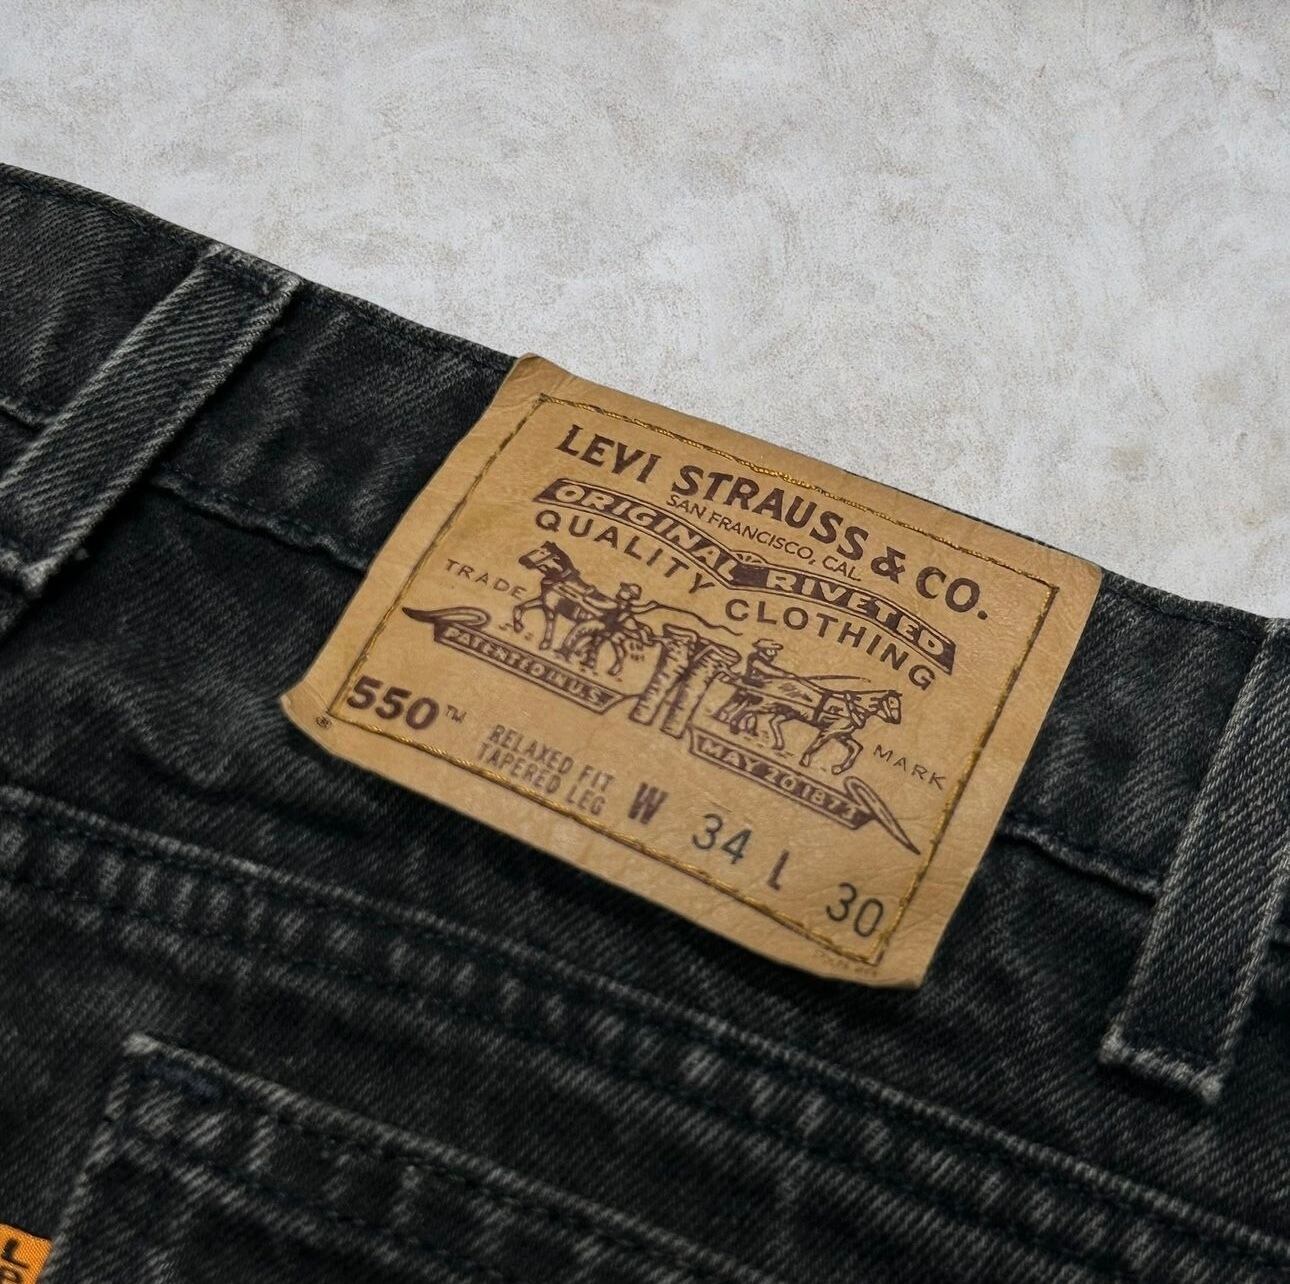 LEVI STRAUSS & CO.
SAN FRANCISCO, CAL.
ORIGINAL RIVETED
QUALITY CLOTHING
TRADE MARK
PATENTED IN U.S.
MAY 20 1873
550™
RELAXED FIT
TAPERED LEG
W 34 L 30
®